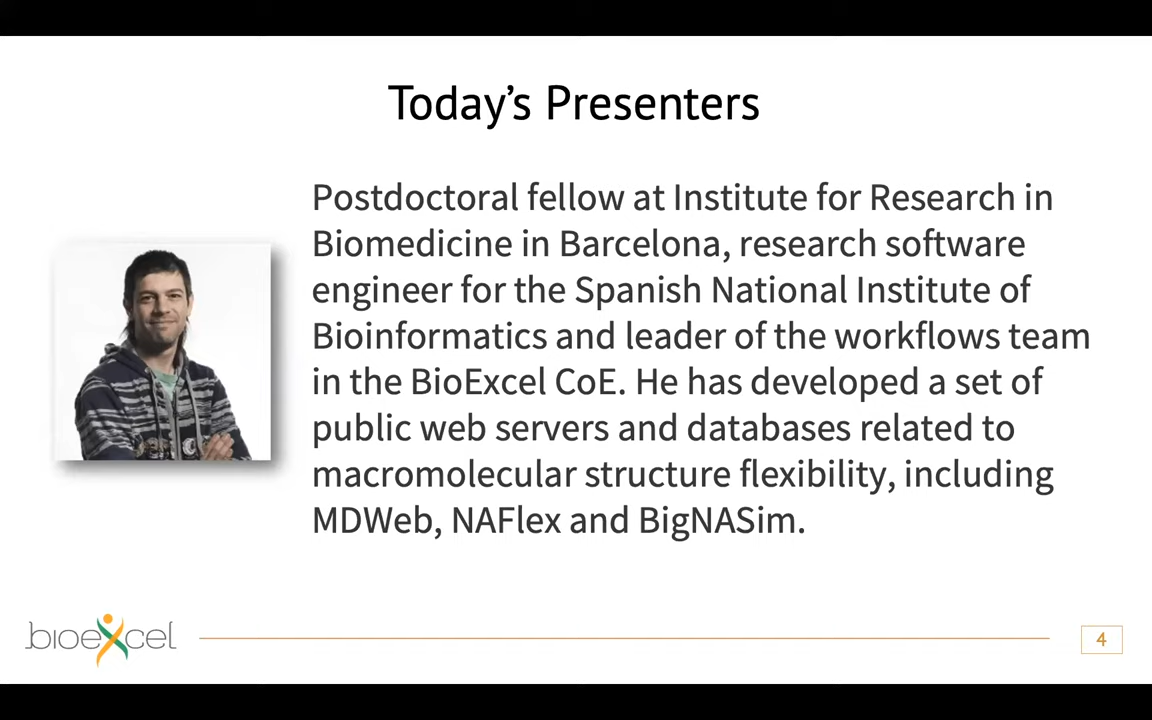 Today’s Presenters
Postdoctoral fellow at Institute for Research in
Biomedicine in Barcelona, research software
engineer for the Spanish National Institute of
Bioinformatics and leader of the workflows team
in the BioExcel CoE. He has developed a set of
public web servers and databases related to
macromolecular structure flexibility, including
MDWeb, NAFlex and BigNASim.
bioexcel
4